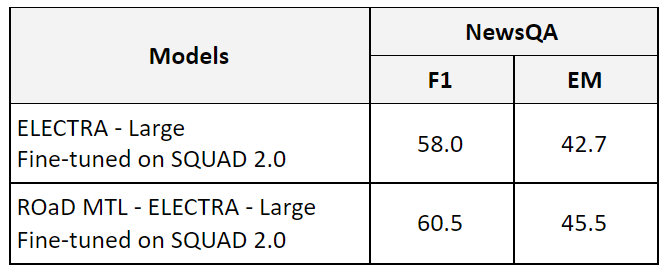 Models
NewsQA
F1
EM
ELECTRA - Large
Fine-tuned on SQUAD 2.0
58.0
42.7
ROaD MTL - ELECTRA - Large
Fine-tuned on SQUAD 2.0
60.5
45.5